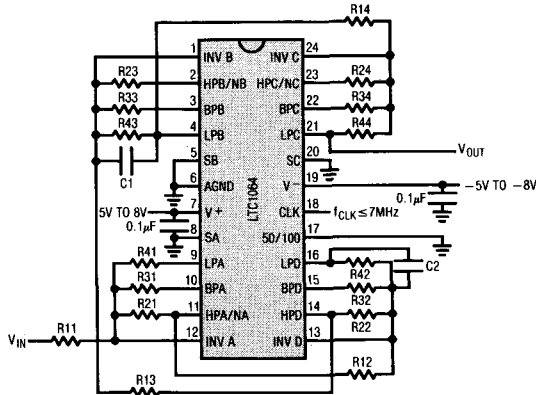 R14
1 INV B INV C 24
R23 2 HPB/NB HPC/NC 23 R24
R33 3 BPB BPC 22 R34
R43 4 LPB LPC 21 R44
C1 5 SB SC 20 VOUT
6 AGND V− 19 −5V TO −8V
5V TO 8V 7 V+ CLK 18 fCLK ≤ 7MHz 0.1µF
0.1µF 8 SA 50/100 17
LTC1064
R41 9 LPA LPD 16 C2
R31 10 BPA BPD 15 R42
R21 11 HPA/NA HPD 14 R32
VIN R11 12 INV A INV D 13 R22
R12
R13